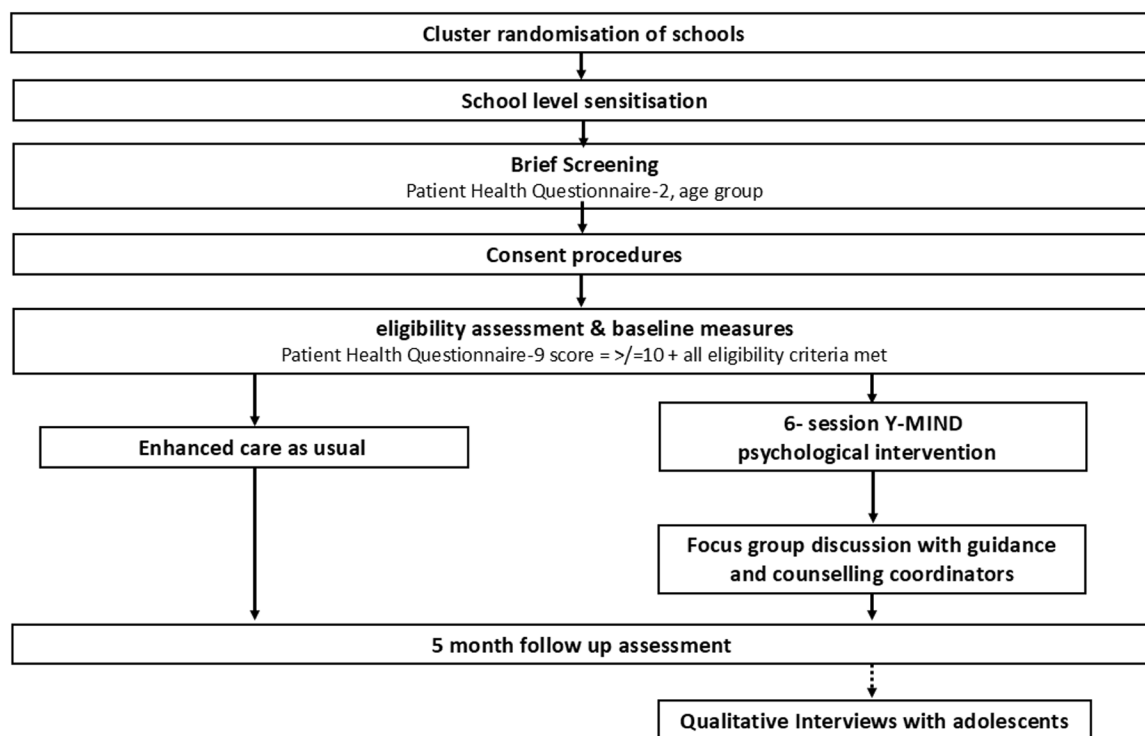 Cluster randomisation of schools
School level sensitisation
Brief Screening
Patient Health Questionnaire-2, age group
Consent procedures
eligibility assessment & baseline measures
Patient Health Questionnaire-9 score = >/=10 + all eligibility criteria met
Enhanced care as usual
6- session Y-MIND
psychological intervention
Focus group discussion with guidance
and counselling coordinators
5 month follow up assessment
Qualitative Interviews with adolescents